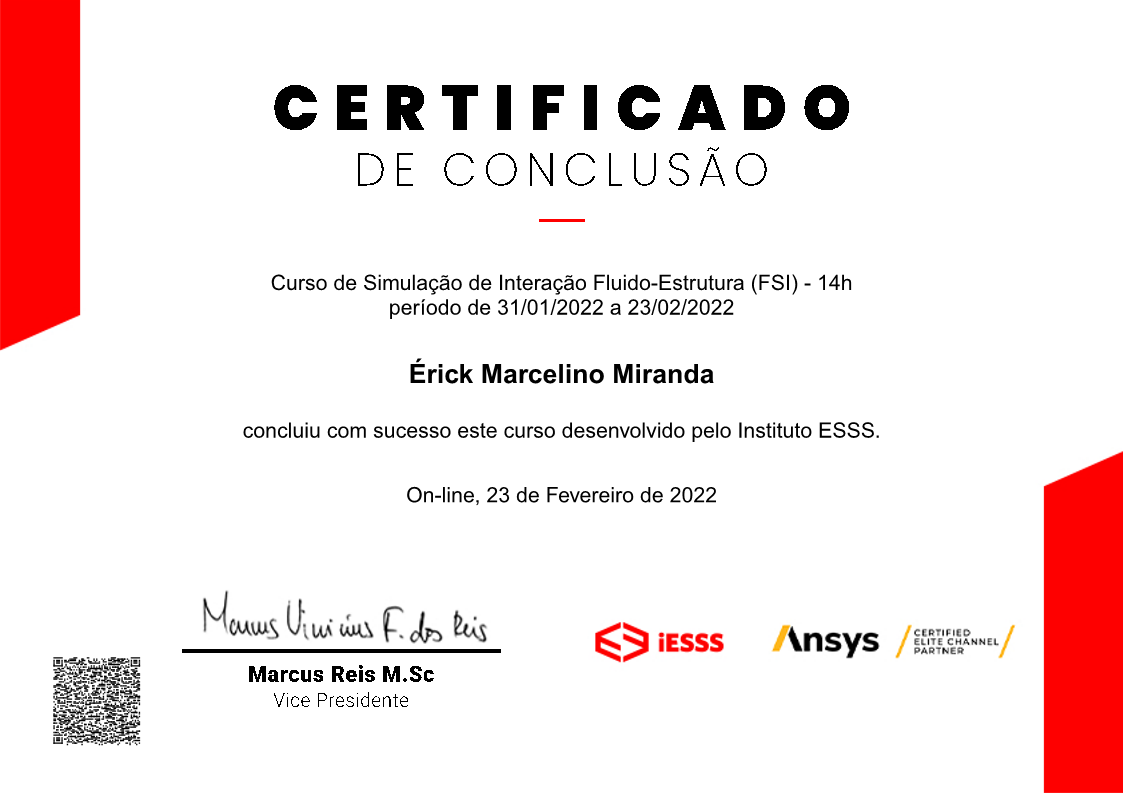 CERTIFICADO
DE CONCLUSÃO
Curso de Simulação de Interação Fluido-Estrutura (FSI) - 14h
período de 31/01/2022 a 23/02/2022
Érick Marcelino Miranda
concluiu com sucesso este curso desenvolvido pelo Instituto ESSS.
On-line, 23 de Fevereiro de 2022
Marcus Vinicius F. dos Reis
Marcus Reis M.Sc
Vice Presidente
iESSS
Ansys
CERTIFIED
ELITE CHANNEL
PARTNER